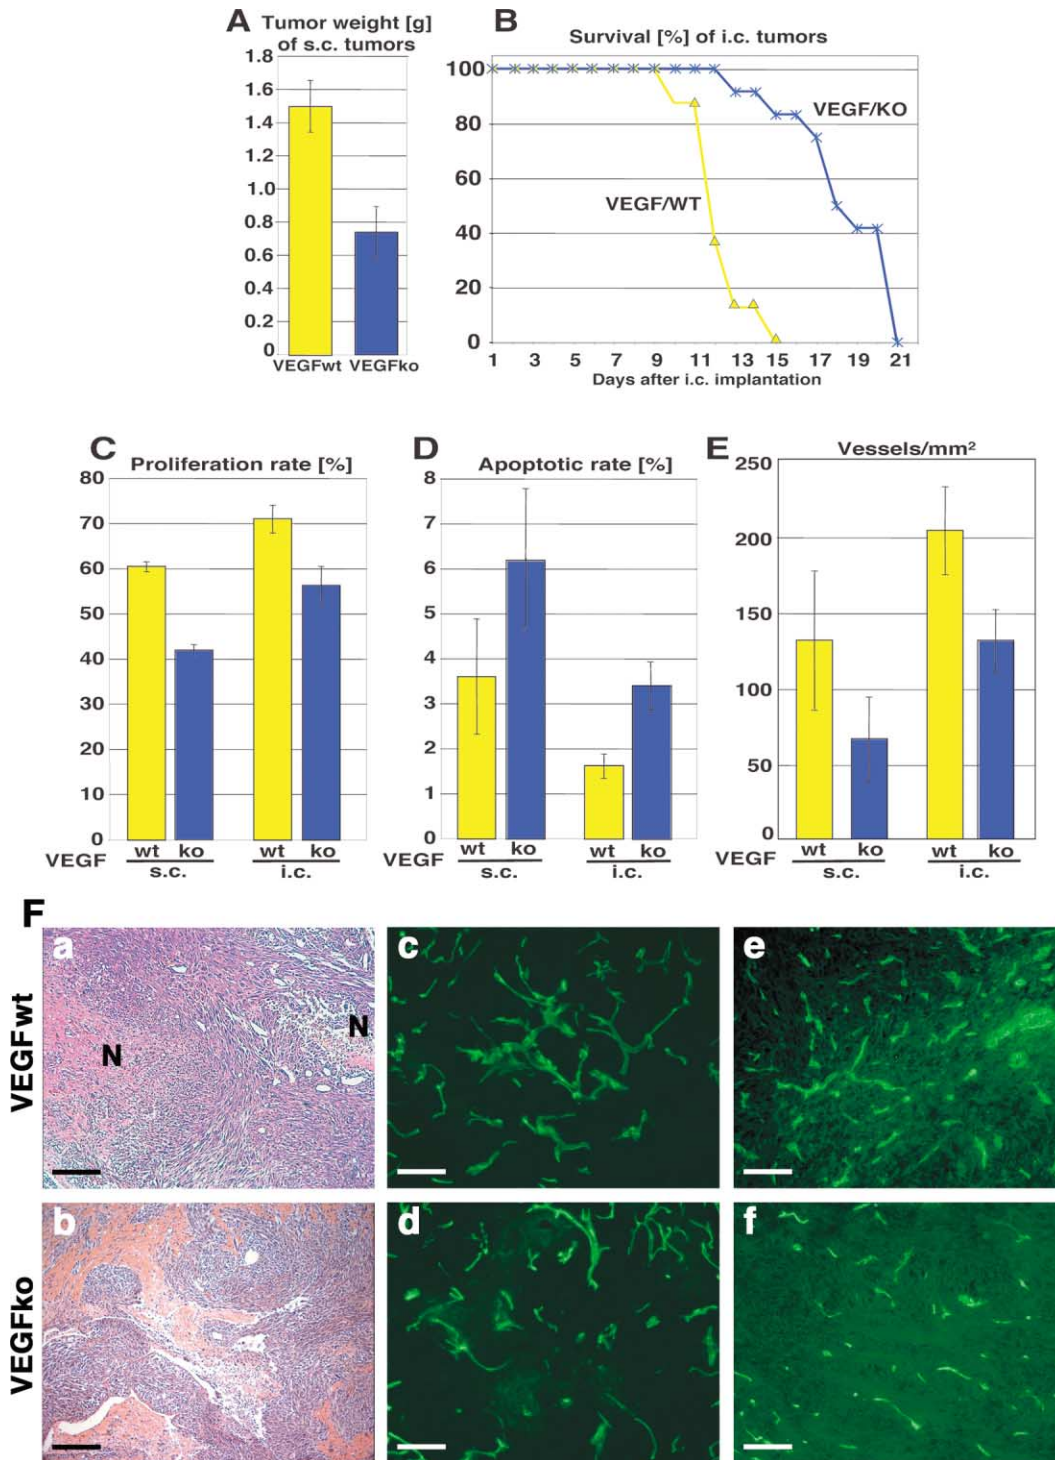 A Tumor weight [g]
of s.c. tumors
1.8
1.6
1.4
1.2
1.0
0.8
0.6
0.4
0.2
0
VEGFwt VEGFko
B Survival [%] of i.c. tumors
100
80
60
40
20
0
VEGF/KO
VEGF/WT
1 3 5 7 9 11 13 15 17 19 21
Days after i.c. implantation
C Proliferation rate [%]
80
70
60
50
40
30
20
10
0
wt ko wt ko
VEGF
s.c. i.c.
D Apoptotic rate [%]
8
7
6
5
4
3
2
1
0
wt ko wt ko
VEGF
s.c. i.c.
E Vessels/mm²
250
200
150
100
50
0
wt ko wt ko
VEGF
s.c. i.c.
F
VEGFwt
a
N
N
c
e
VEGFko
b
d
f